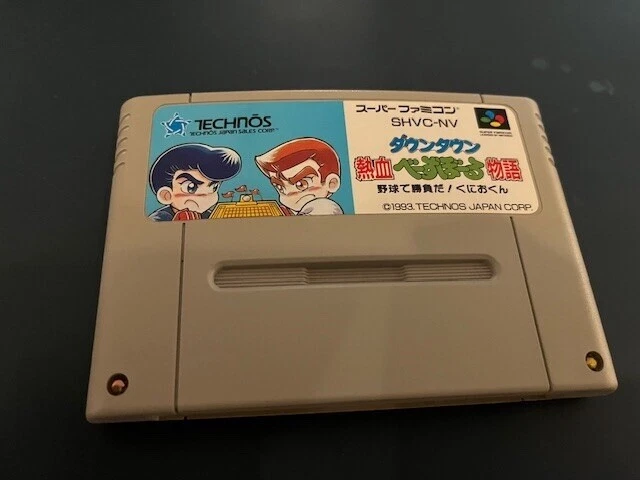 TECHNŌS
TECHNOS JAPAN SALES CORP.
スーパーファミコン
SHVC-NV
ダウンタウン
熱血べーすぼーる物語
野球で勝負だ!くにおくん
©1993.TECHNOS JAPAN CORP.